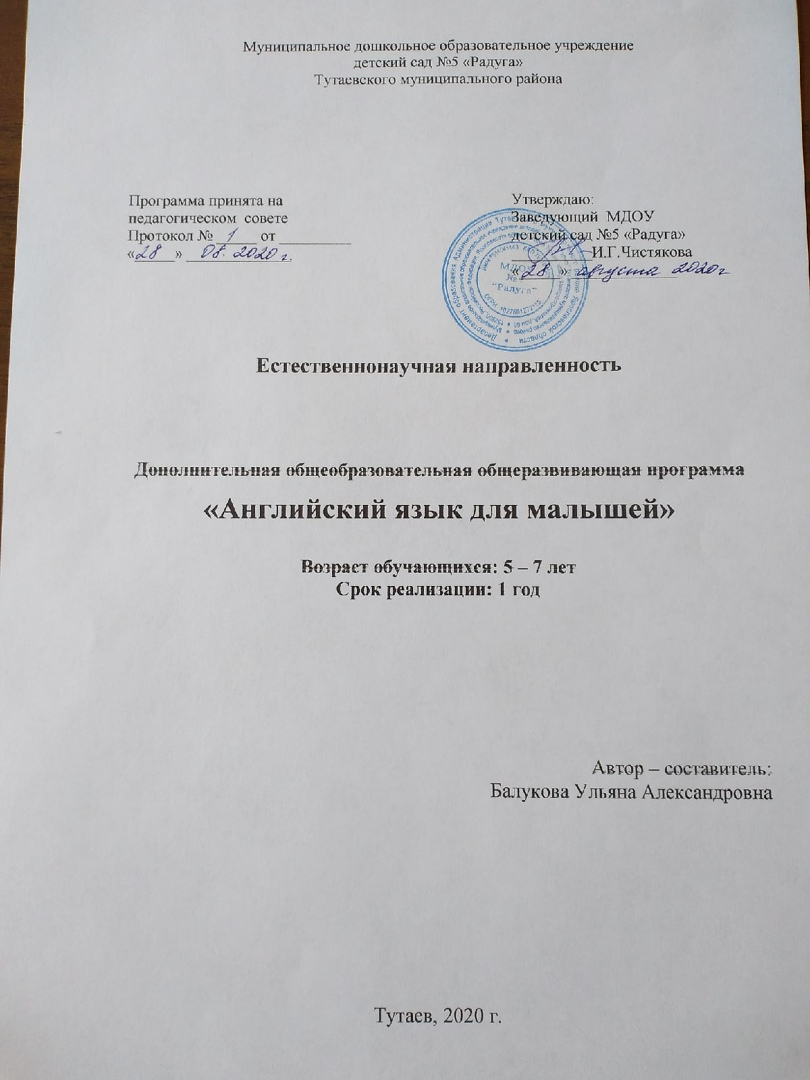 Муниципальное дошкольное образовательное учреждение
детский сад №5 «Радуга»
Тутаевского муниципального района
Программа принята на
педагогическом совете
Протокол № 1 от
«28» 08. 2020 г.
Утверждаю:
Заведующий МДОУ
детский сад №5 «Радуга»
И.Г.Чистякова
«28» августа 2020г
МДОУ
"Радуга"
Естественнонаучная направленность
Дополнительная общеобразовательная общеразвивающая программа
«Английский язык для малышей»
Возраст обучающихся: 5 – 7 лет
Срок реализации: 1 год
Автор – составитель:
Балукова Ульяна Александровна
Тутаев, 2020 г.